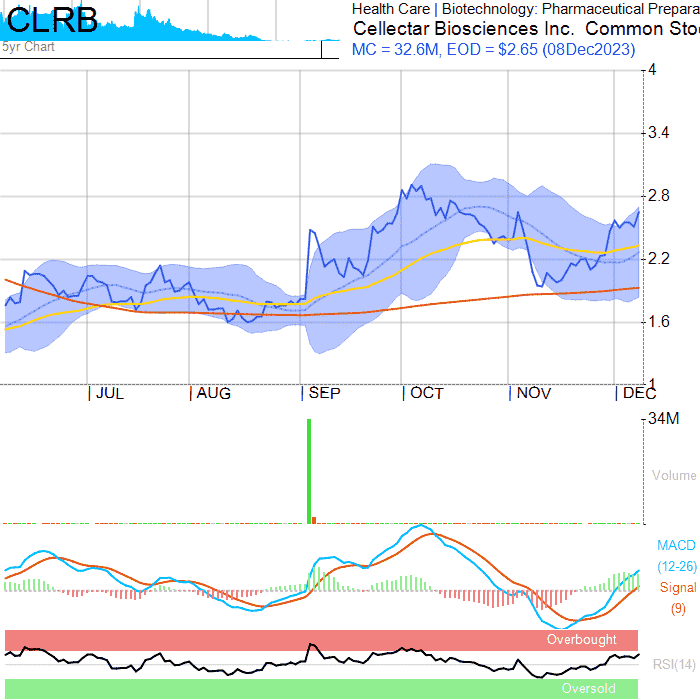 CLRB
5yr Chart
Health Care | Biotechnology: Pharmaceutical Prepara
Cellectar Biosciences Inc. Common Sto
MC = 32.6M, EOD = $2.65 (08Dec2023)
4
3.4
2.8
2.2
1.6
1
JUL AUG SEP OCT NOV DEC
34M
Volume
MACD
(12-26)
Signal
(9)
Overbought
RSI(14)
Oversold